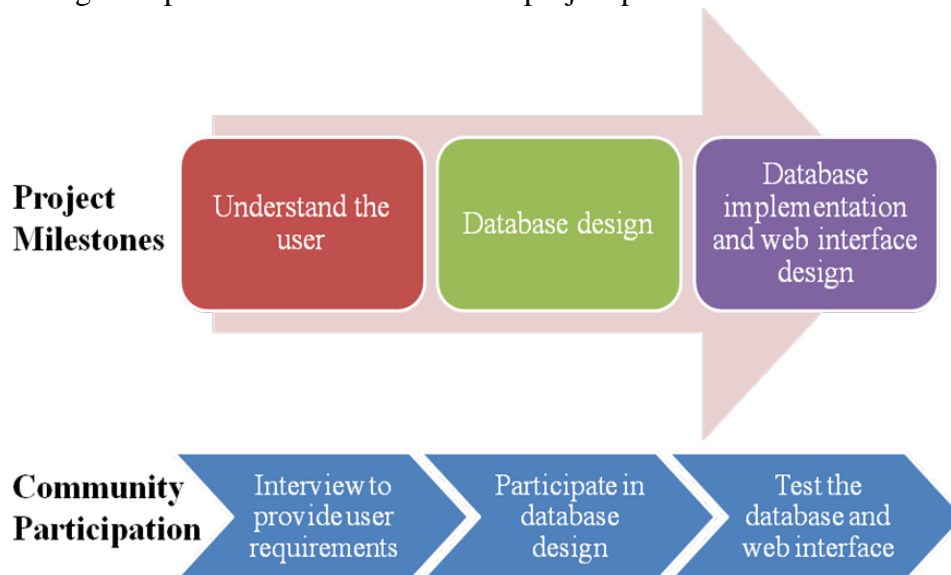 Project
Milestones
Understand the
user
Database design
Database
implementation
and web interface
design
Community
Participation
Interview to
provide user
requirements
Participate in
database
design
Test the
database and
web interface